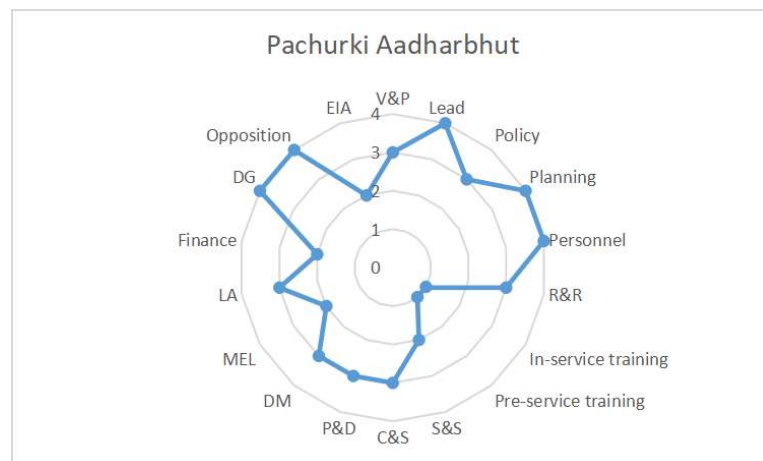 Pachurki Aadharbhut
V&P
Lead
Policy
Planning
Personnel
R&R
In-service training
Pre-service training
S&S
C&S
P&D
DM
MEL
LA
Finance
DG
Opposition
EIA
4
3
2
1
0